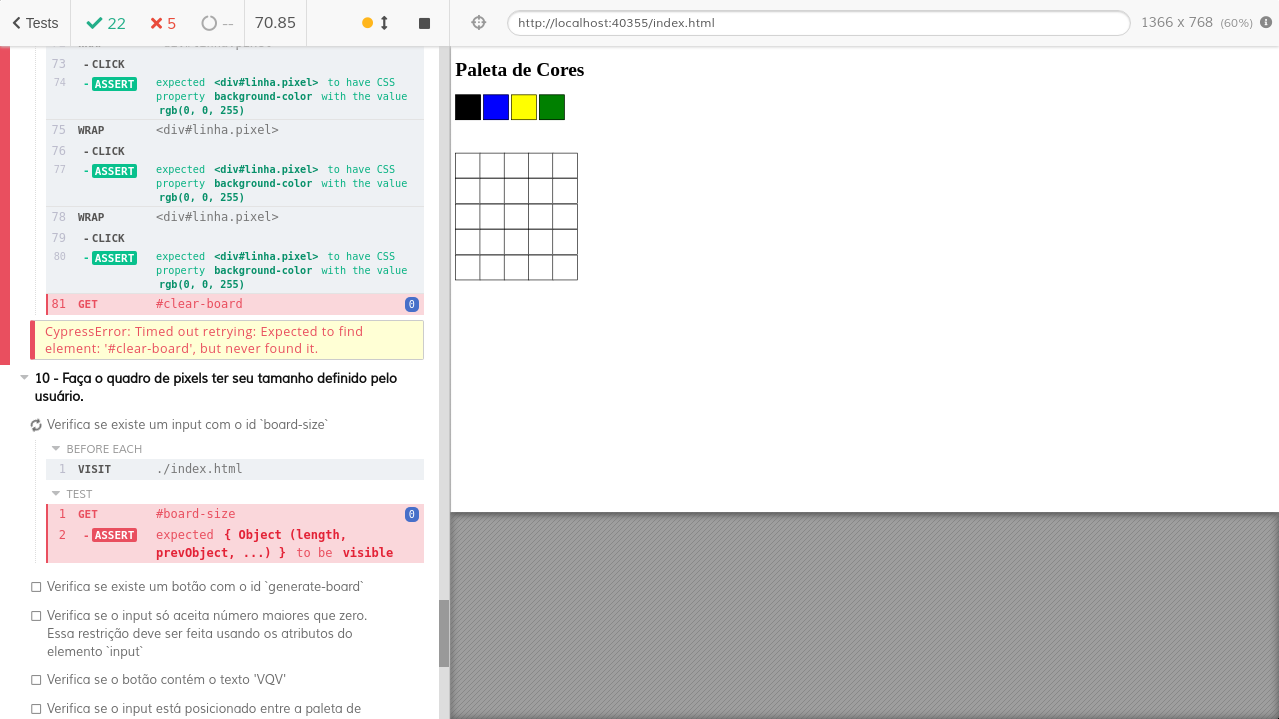 Tests
22
5
--
70.85
http://localhost:40355/index.html
1366 x 768 (60%)
73 - CLICK
74 - ASSERT expected <div#linha.pixel> to have CSS
property background-color with the value
rgb(0, 0, 255)
75 WRAP <div#linha.pixel>
76 - CLICK
77 - ASSERT expected <div#linha.pixel> to have CSS
property background-color with the value
rgb(0, 0, 255)
78 WRAP <div#linha.pixel>
79 - CLICK
80 - ASSERT expected <div#linha.pixel> to have CSS
property background-color with the value
rgb(0, 0, 255)
81 GET #clear-board 0
CypressError: Timed out retrying: Expected to find
element: '#clear-board', but never found it.
10 - Faça o quadro de pixels ter seu tamanho definido pelo
usuário.
Verifica se existe um input com o id `board-size`
BEFORE EACH
1 VISIT ./index.html
TEST
1 GET #board-size 0
2 - ASSERT expected { Object (length,
prevObject, ...) } to be visible
Verifica se existe um botão com o id `generate-board`
Verifica se o input só aceita número maiores que zero.
Essa restrição deve ser feita usando os atributos do
elemento `input`
Verifica se o botão contém o texto 'VQV'
Verifica se o input está posicionado entre a paleta de
Paleta de Cores